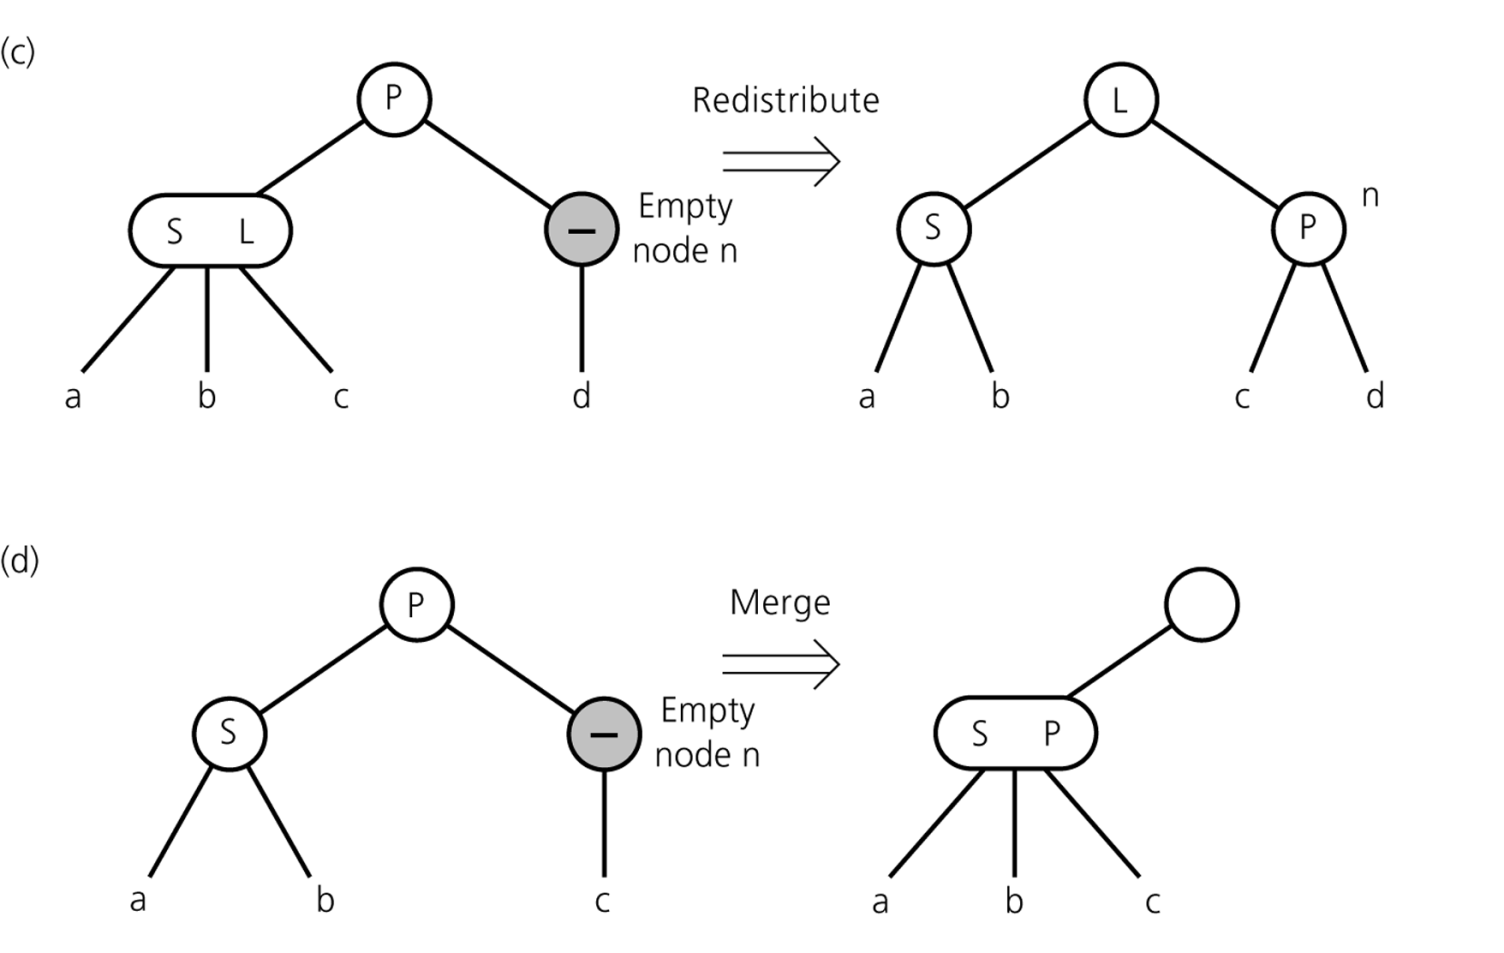 (c)
P
Redistribute
L
S L
Empty
node n
–
S
P
n
a b c d
a b c d
(d)
P
Merge
S
–
Empty
node n
S P
a b c
a b c